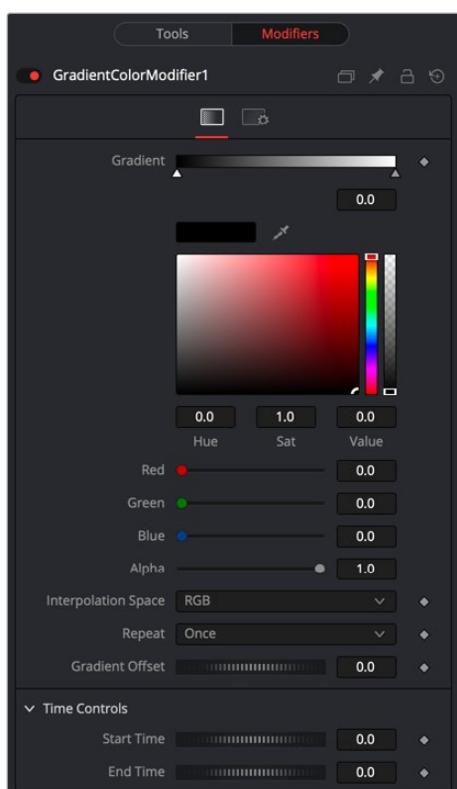 Tools Modifiers
GradientColorModifier1
Gradient
0.0
0.0 1.0 0.0
Hue Sat Value
Red 0.0
Green 0.0
Blue 0.0
Alpha 1.0
Interpolation Space RGB
Repeat Once
Gradient Offset 0.0
Time Controls
Start Time 0.0
End Time 0.0